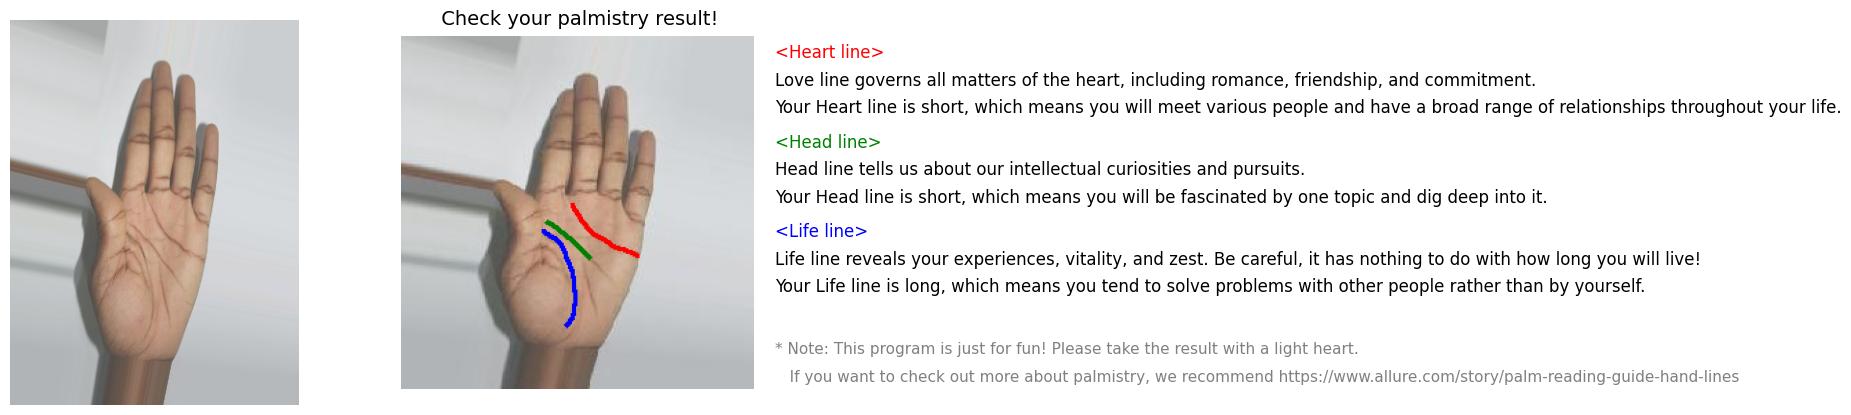 Check your palmistry result!
<Heart line>
Love line governs all matters of the heart, including romance, friendship, and commitment.
Your Heart line is short, which means you will meet various people and have a broad range of relationships throughout your life.
<Head line>
Head line tells us about our intellectual curiosities and pursuits.
Your Head line is short, which means you will be fascinated by one topic and dig deep into it.
<Life line>
Life line reveals your experiences, vitality, and zest. Be careful, it has nothing to do with how long you will live!
Your Life line is long, which means you tend to solve problems with other people rather than by yourself.
* Note: This program is just for fun! Please take the result with a light heart.
If you want to check out more about palmistry, we recommend https://www.allure.com/story/palm-reading-guide-hand-lines